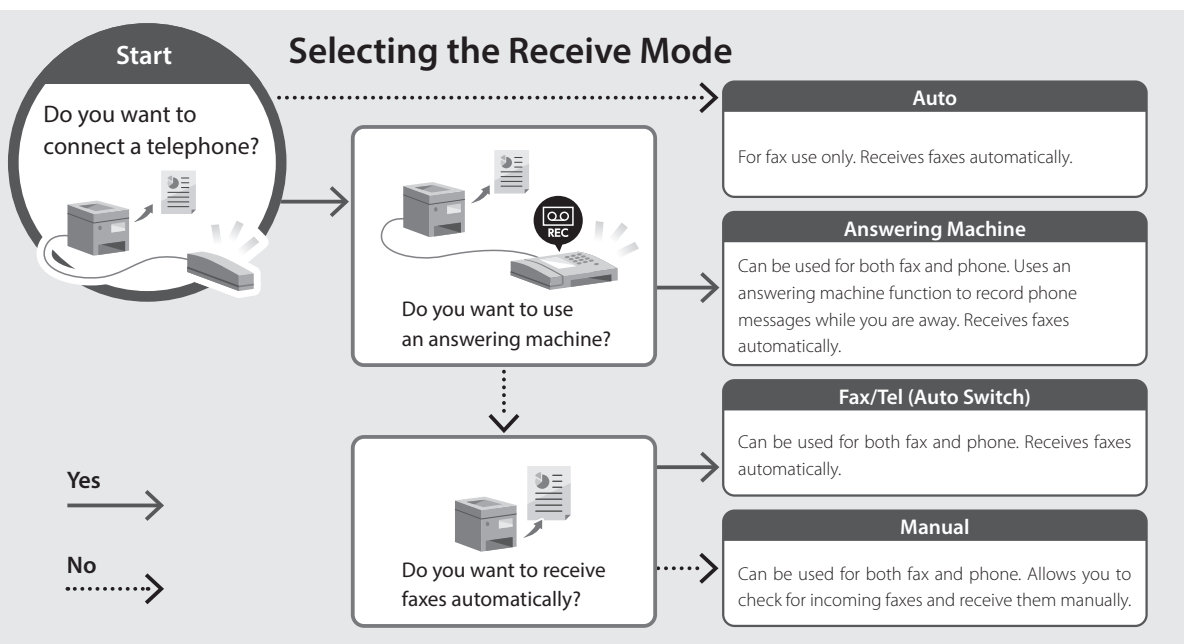 Selecting the Receive Mode
Start
Do you want to
connect a telephone?
REC
Do you want to use
an answering machine?
Do you want to receive
faxes automatically?
Auto
For fax use only. Receives faxes automatically.
Answering Machine
Can be used for both fax and phone. Uses an
answering machine function to record phone
messages while you are away. Receives faxes
automatically.
Fax/Tel (Auto Switch)
Can be used for both fax and phone. Receives faxes
automatically.
Manual
Can be used for both fax and phone. Allows you to
check for incoming faxes and receive them manually.
Yes
No